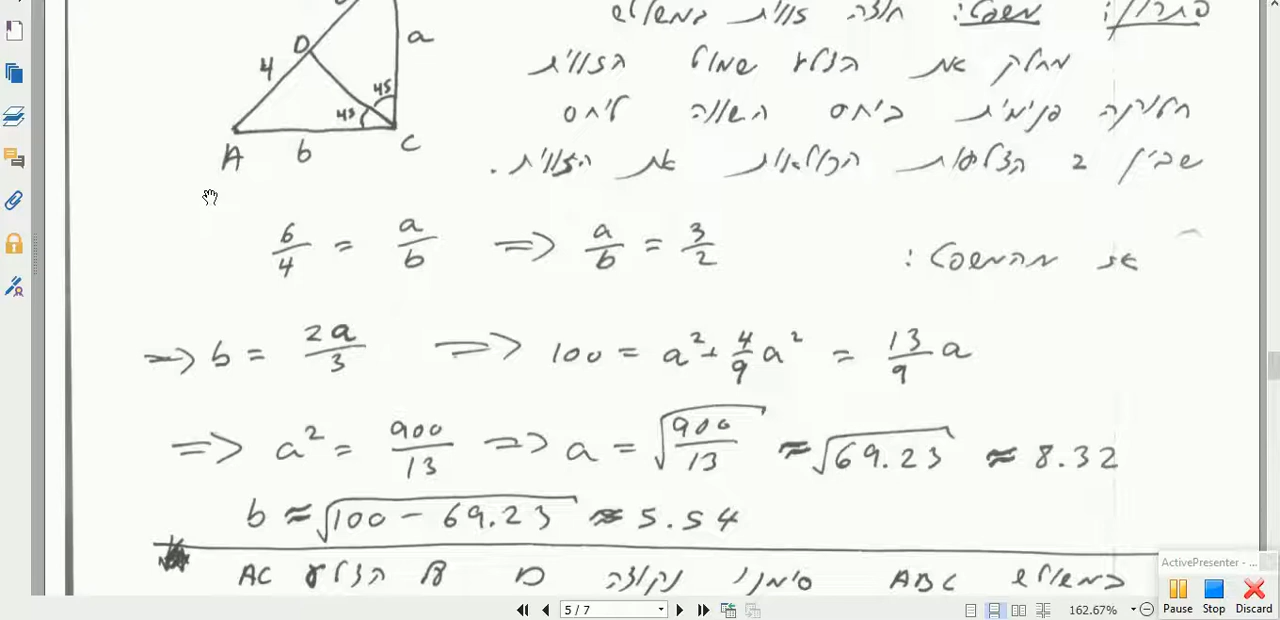 פתרון: משפט: חוצה זווית במשולש
a
D
מחלק את הצלע שמול הזווית
4
45
45
חלוקה פנימית ביחס השווה ליחס
A b C
שבין 2 הצלעות הכולאות את הזווית.
6/4 = a/b => a/b = 3/2
אז מהמשפט:
=> b = 2a/3 => 100 = a² + 4/9 a² = 13/9 a
=> a² = 900/13 => a = √900/13 ≈ √69.23 ≈ 8.32
b ≈ √100 - 69.23 ≈ 5.54
במשולש ABC סימנו נקודה D על הצלע AC
ActivePresenter - ...
Pause Stop Discard
5 / 7
162.67%